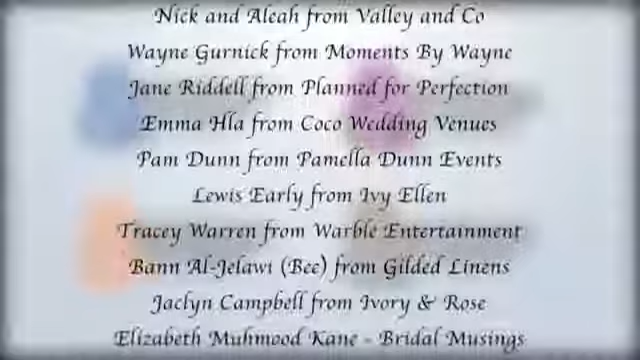 Nick and Aleah from Valley and Co
Wayne Gurnick from Moments By Wayne
Jane Riddell from Planned for Perfection
Emma Hla from Coco Wedding Venues
Pam Dunn from Pamella Dunn Events
Lewis Early from Ivy Ellen
Tracey Warren from Warble Entertainment
Bann Al-Jelawi (Bee) from Gilded Linens
Jaclyn Campbell from Ivory & Rose
Elizabeth Muhmood Kane - Bridal Musings